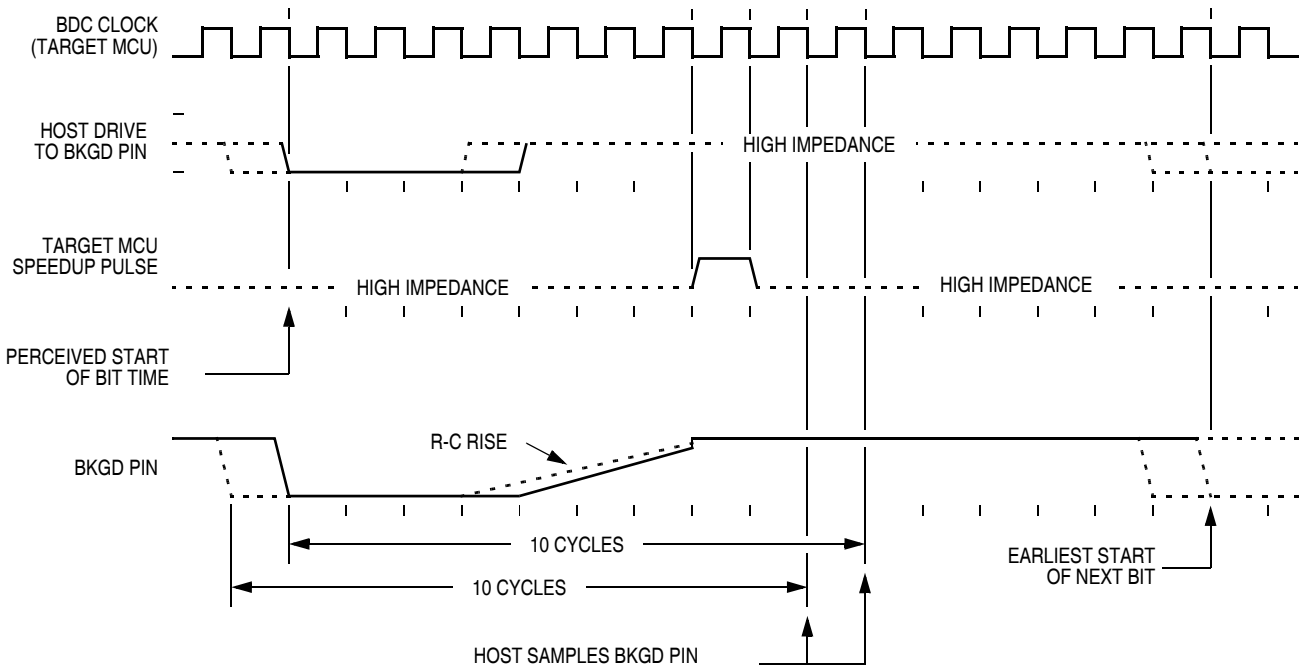 BDC CLOCK
(TARGET MCU)
HOST DRIVE
TO BKGD PIN
HIGH IMPEDANCE
TARGET MCU
SPEEDUP PULSE
HIGH IMPEDANCE
HIGH IMPEDANCE
PERCEIVED START
OF BIT TIME
R-C RISE
BKGD PIN
10 CYCLES
EARLIEST START
OF NEXT BIT
10 CYCLES
HOST SAMPLES BKGD PIN